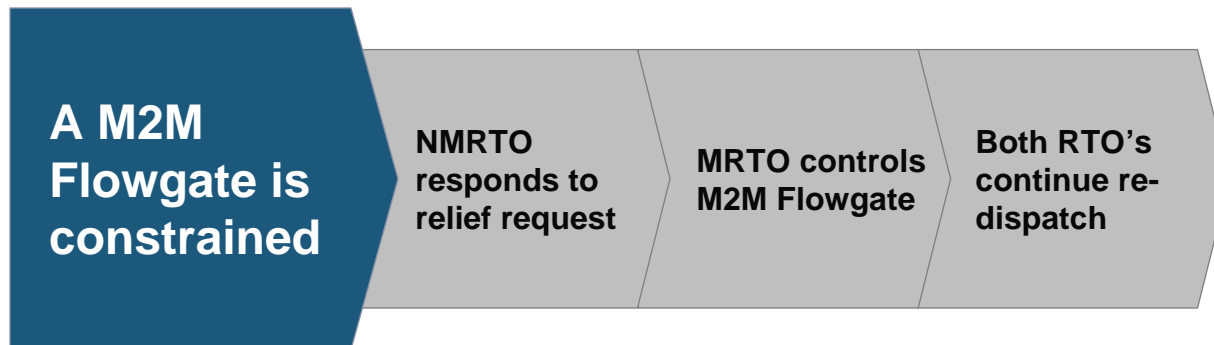 A M2M
Flowgate is
constrained
NMRTO
responds to
relief request
MRTO controls
M2M Flowgate
Both RTO's
continue re-
dispatch